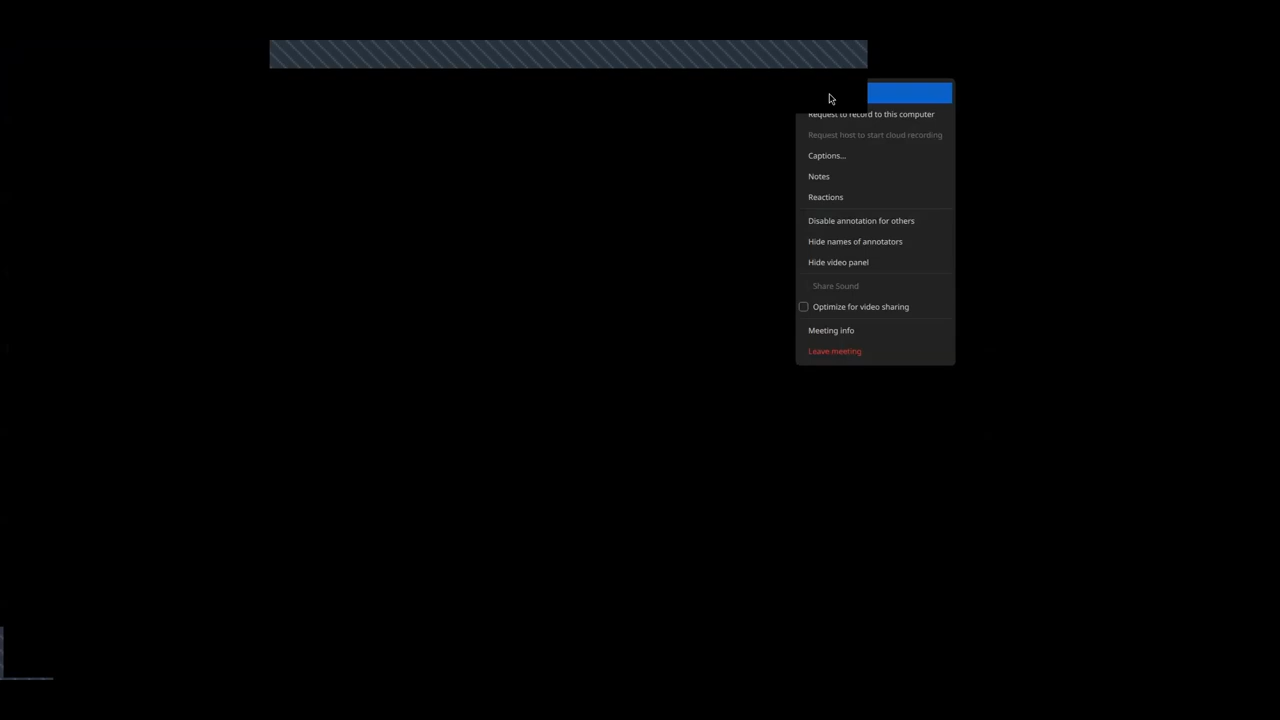 Request to record to this computer
Request host to start cloud recording
Captions...
Notes
Reactions
Disable annotation for others
Hide names of annotators
Hide video panel
Share Sound
Optimize for video sharing
Meeting info
Leave meeting